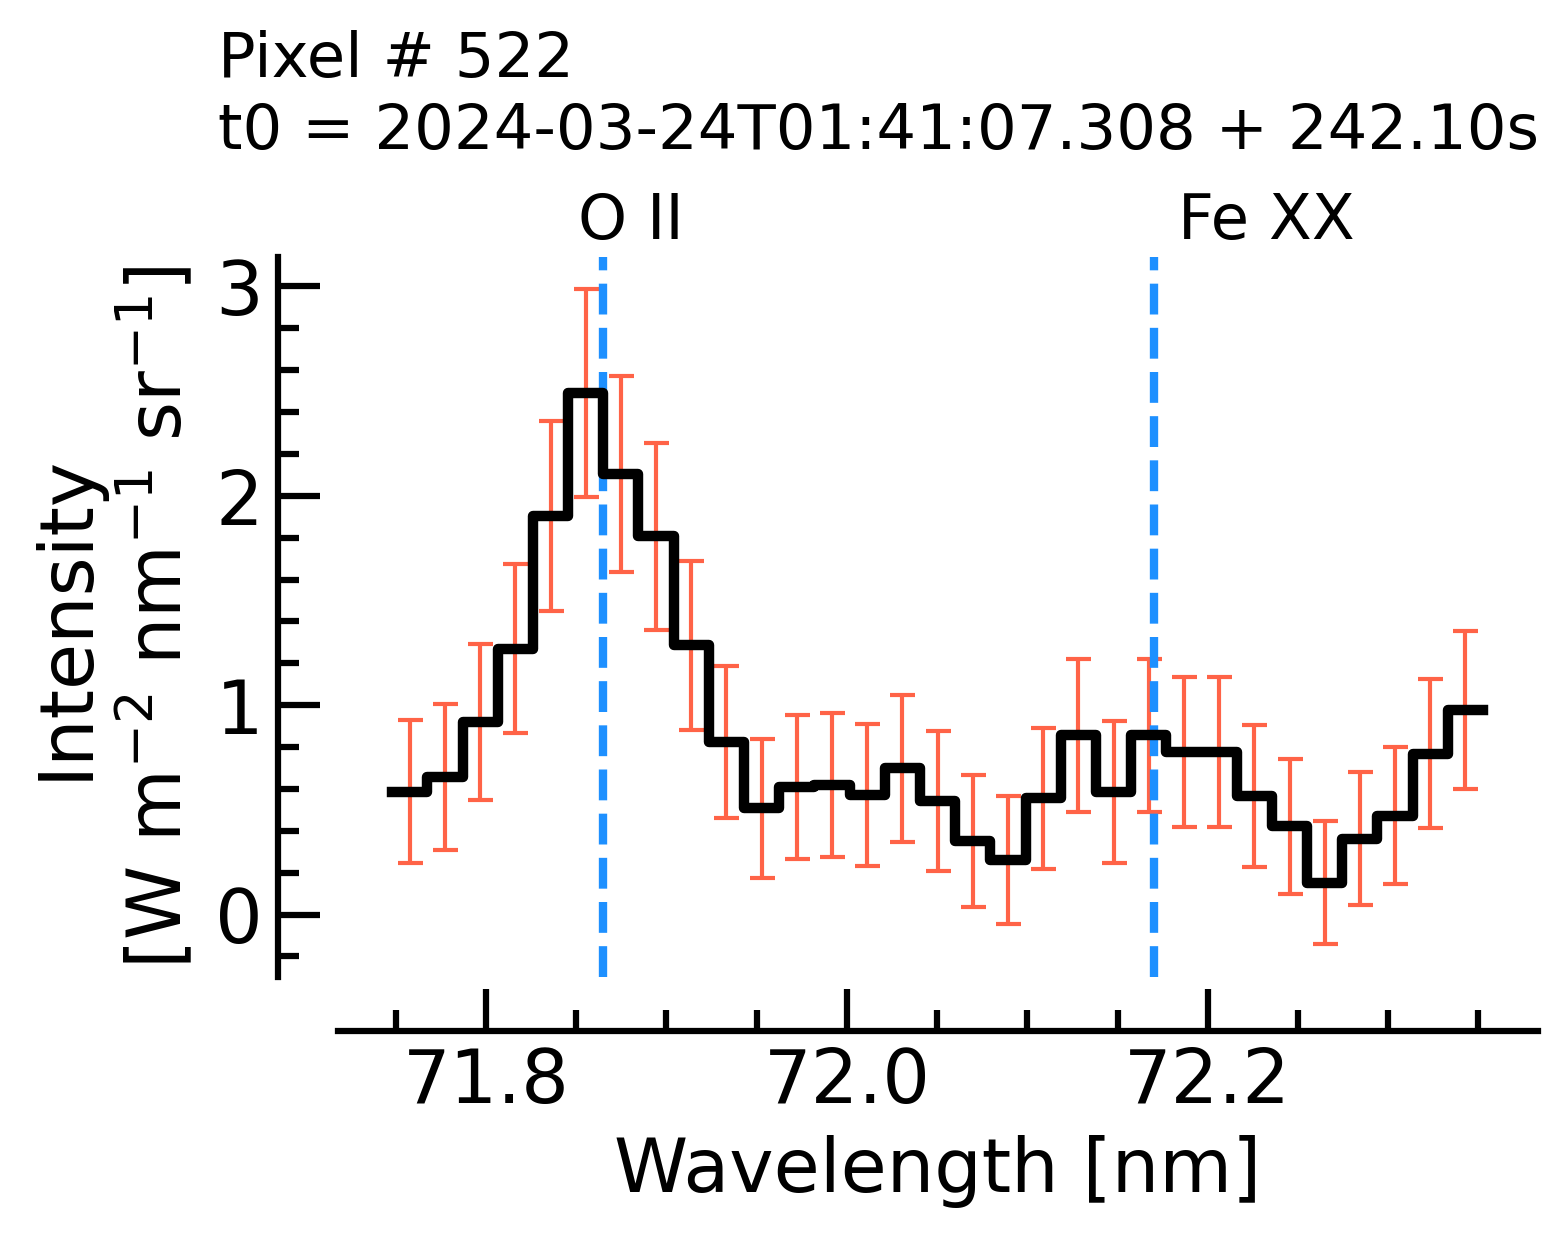 Pixel # 522
t0 = 2024-03-24T01:41:07.308 + 242.10s
O II
Fe XX
Intensity
[W m⁻² nm⁻¹ sr⁻¹]
3
2
1
0
71.8
72.0
72.2
Wavelength [nm]